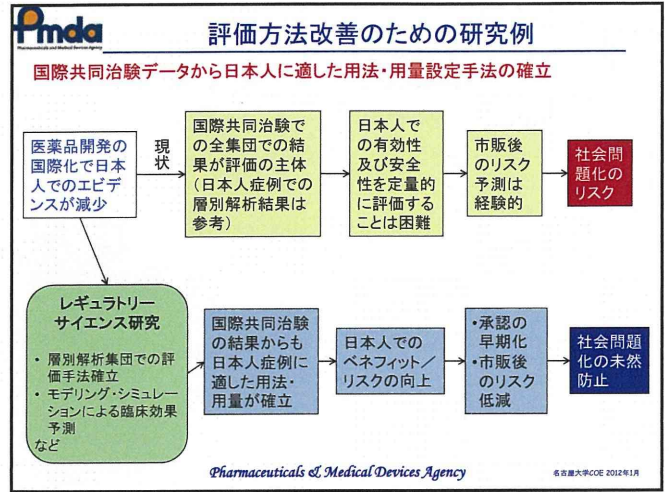 Pmda
Pharmaceuticals and Medical Devices Agency
評価方法改善のための研究例
国際共同治験データから日本人に適した用法・用量設定手法の確立
医薬品開発の
国際化で日本
人でのエビデ
ンスが減少
現
状
国際共同治験で
の全集団での結
果が評価の主体
(日本人症例での
層別解析結果は
参考)
日本人で
の有効性
及び安全
性を定量的
に評価する
ことは困難
市販後
のリスク
予測は
経験的
社会問
題化の
リスク
レギュラトリー
サイエンス研究
・ 層別解析集団での評
価手法確立
・ モデリング・シミュレー
ションによる臨床効果
予測
など
国際共同治験
の結果からも
日本人症例に
適した用法・
用量が確立
日本人での
ベネフィット/
リスクの向上
・承認の
早期化
・市販後
のリスク
低減
社会問題
化の未然
防止
Pharmaceuticals & Medical Devices Agency
名古屋大学COE 2012年1月